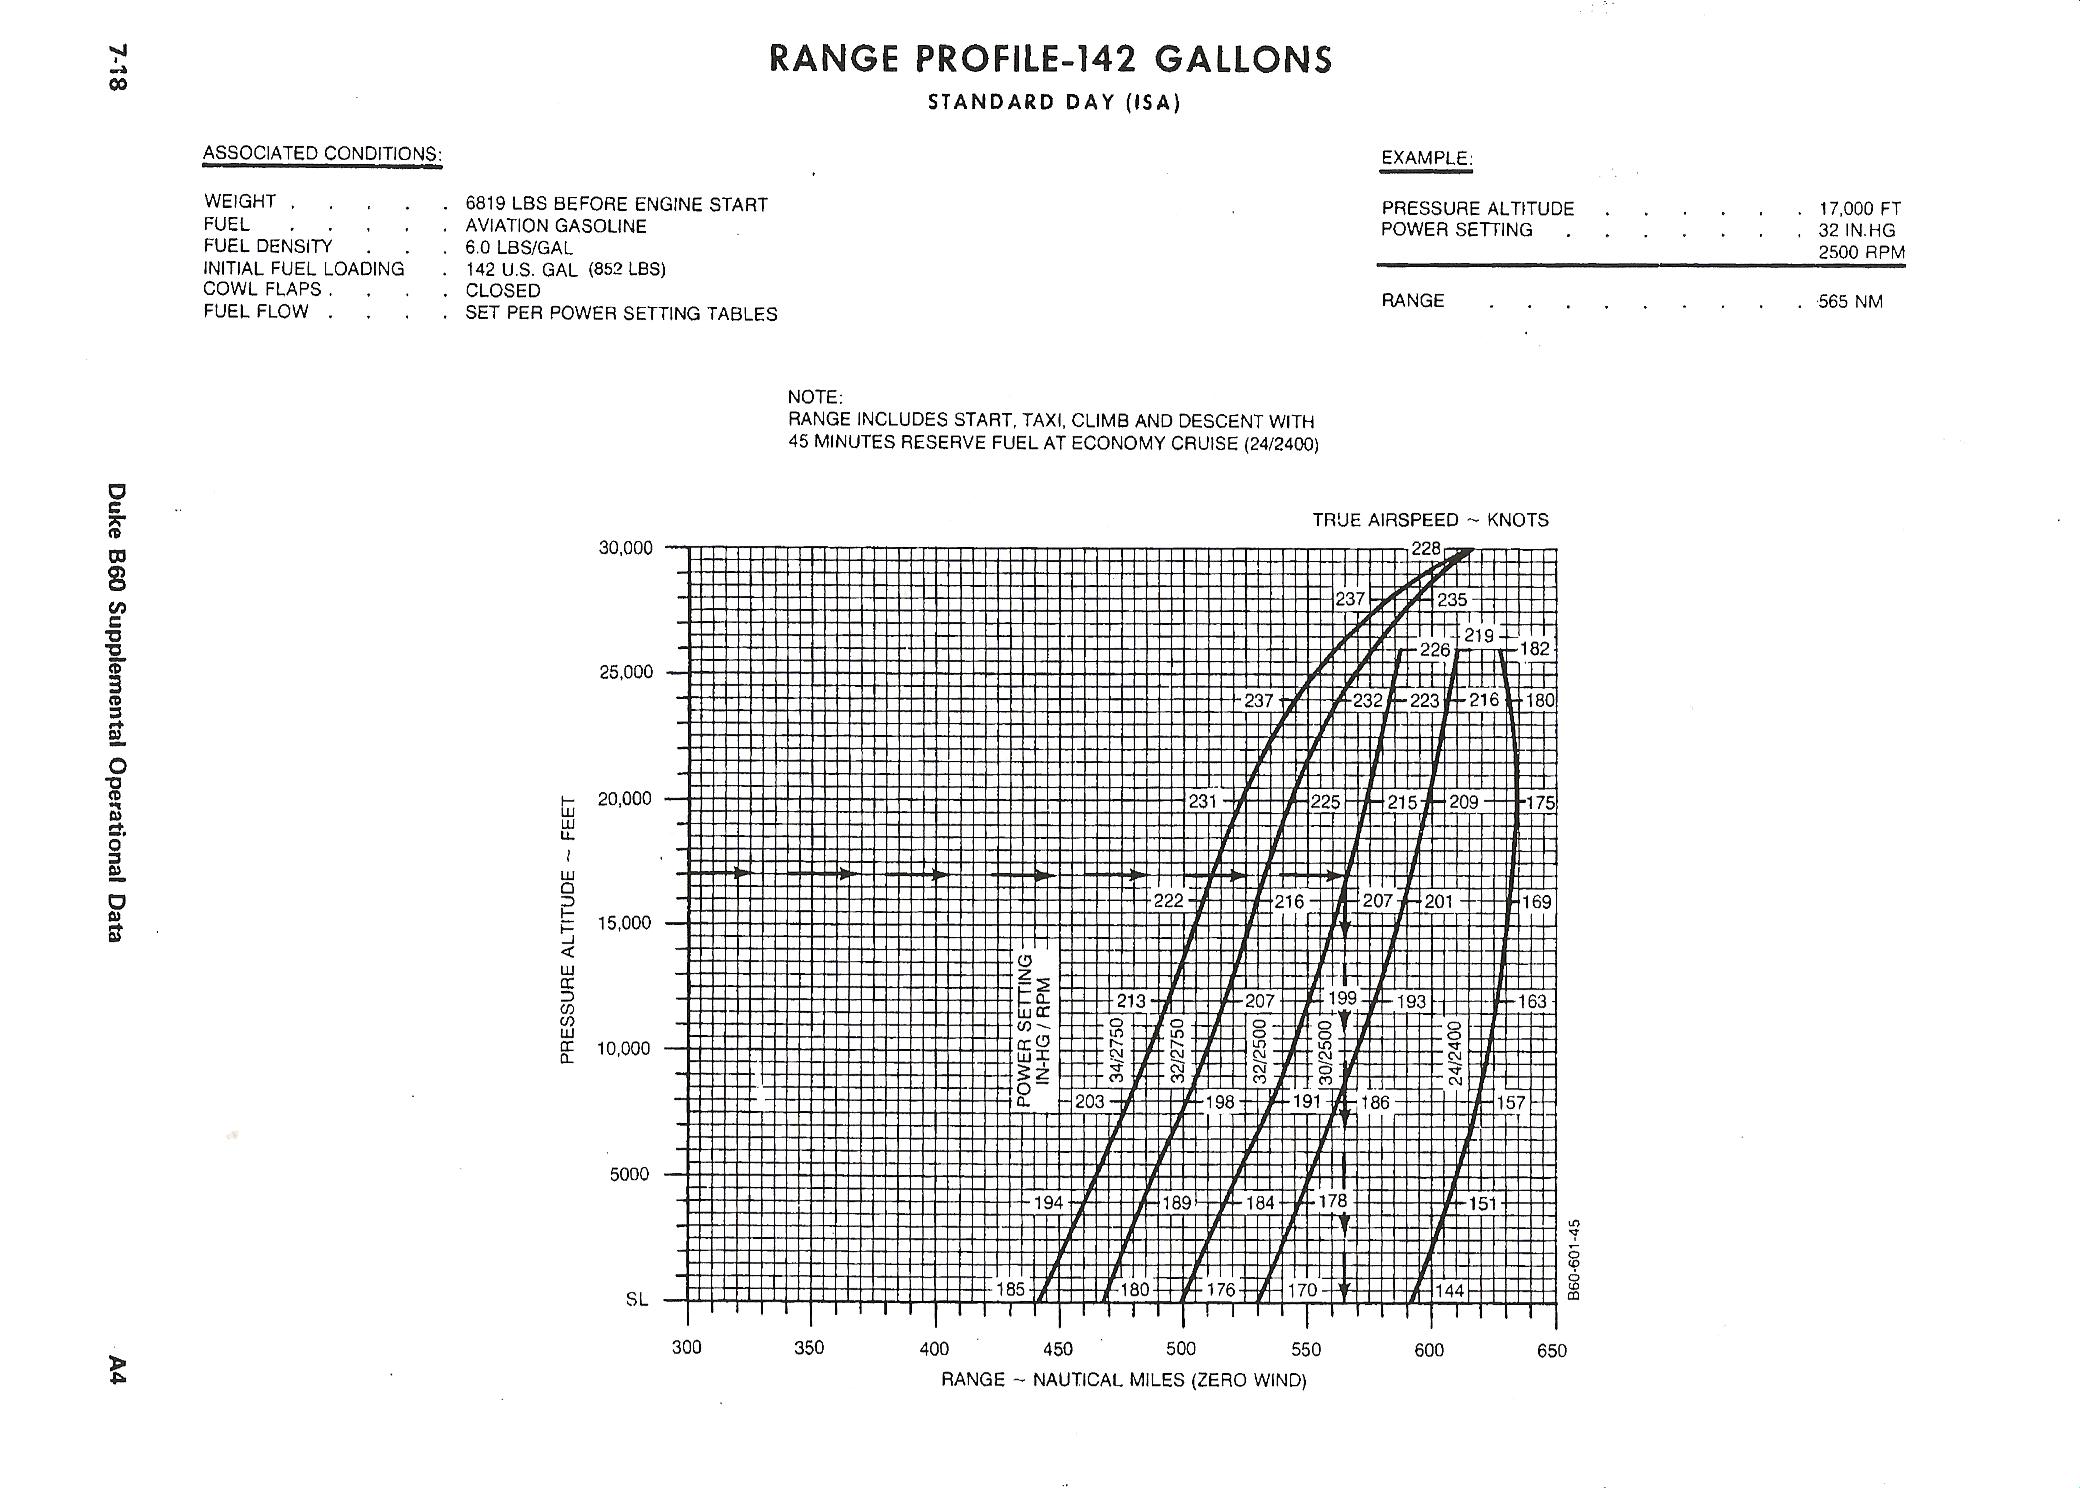 7-18
RANGE PROFILE-142 GALLONS
STANDARD DAY (ISA)
ASSOCIATED CONDITIONS:
WEIGHT . . . . . 6819 LBS BEFORE ENGINE START
FUEL . . . . . AVIATION GASOLINE
FUEL DENSITY . . . 6.0 LBS/GAL
INITIAL FUEL LOADING . 142 U.S. GAL (852 LBS)
COWL FLAPS . . . . CLOSED
FUEL FLOW . . . . SET PER POWER SETTING TABLES
EXAMPLE:
PRESSURE ALTITUDE . . . . . . 17,000 FT
POWER SETTING . . . . . . . 32 IN.HG
2500 RPM
RANGE . . . . . . . . . 565 NM
NOTE:
RANGE INCLUDES START, TAXI, CLIMB AND DESCENT WITH
45 MINUTES RESERVE FUEL AT ECONOMY CRUISE (24/2400)
Duke B60 Supplemental Operational Data
A4
TRUE AIRSPEED ~ KNOTS
PRESSURE ALTITUDE ~ FEET
30,000
25,000
20,000
15,000
10,000
5000
SL
228
237 235
219
226 182
237 232 223 216 180
231 225 215 209 175
222 216 207 201 169
213 207 199 193 163
POWER SETTING
IN-HG / RPM
34/2750
32/2750
32/2500
30/2500
24/2400
203 198 191 186 157
194 189 184 178 151
185 180 176 170 144
300 350 400 450 500 550 600 650
RANGE ~ NAUTICAL MILES (ZERO WIND)
B60-601-45